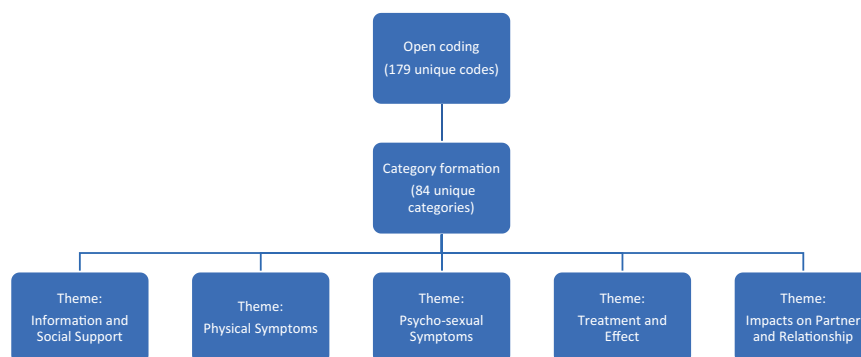 Open coding
(179 unique codes)
Category formation
(84 unique
categories)
Theme:
Information and
Social Support
Theme:
Physical Symptoms
Theme:
Psycho-sexual
Symptoms
Theme:
Treatment and
Effect
Theme:
Impacts on Partner
and Relationship